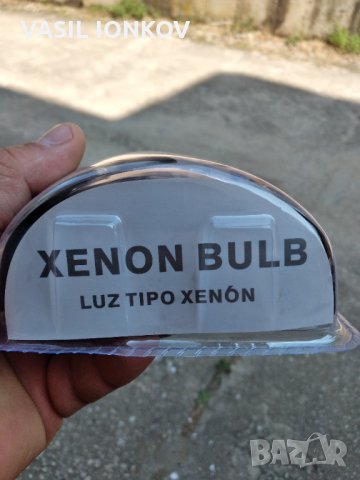 VASIL IONKOV
XENON BULB
LUZ TIPO XENÓN
BAZAR